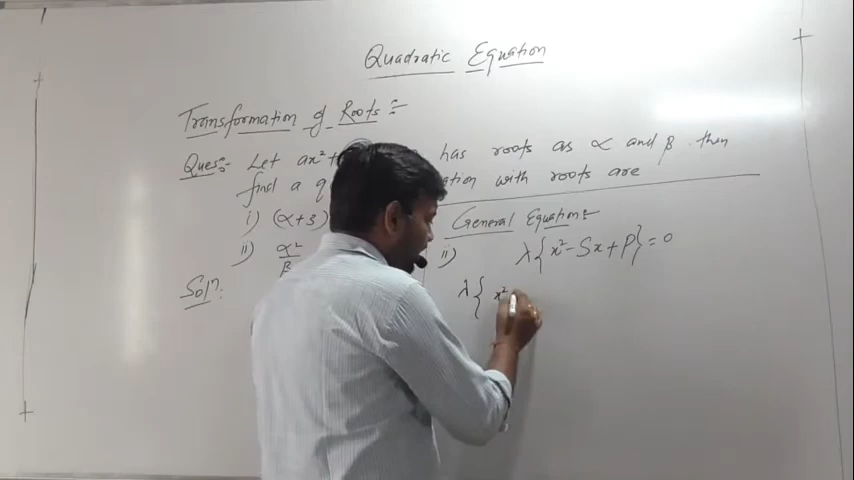 Quadratic Equation
Transformation of Roots :-
Ques:- Let ax² + has roots as α and β then
find a q ation with roots are
i) (α+3)
ii) α²/β
Solⁿ:
General Equation:-
ii) λ{x² - Sx + P} = 0
λ{ x²